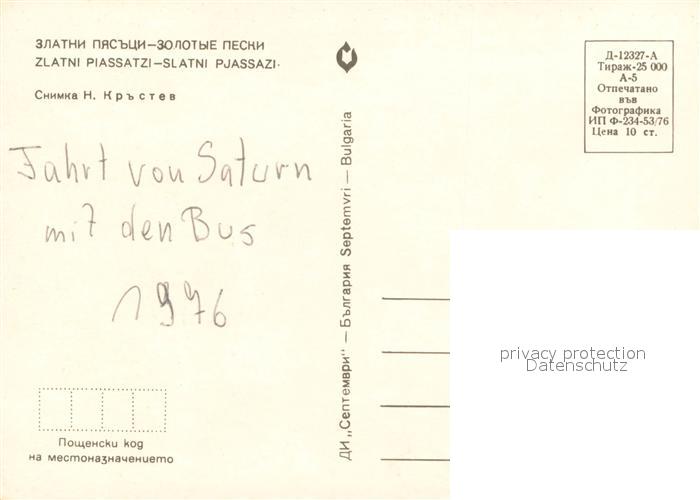 ЗЛАТНИ ПЯСЪЦИ—ЗОЛОТЫЕ ПЕСКИ
ZLATNI PIASSATZI—SLATNI PJASSAZI·
Снимка Н. Кръстев
Fahrt von Saturn
mit den Bus
1976
Пощенски код
на местоназначението
ДИ „Септември" — България Septemvri — Bulgaria
Д-12327-А
Тираж-25 000
А-5
Отпечатано
във
Фотографика
ИП Ф-234-53/76
Цена 10 ст.
privacy protection
Datenschutz